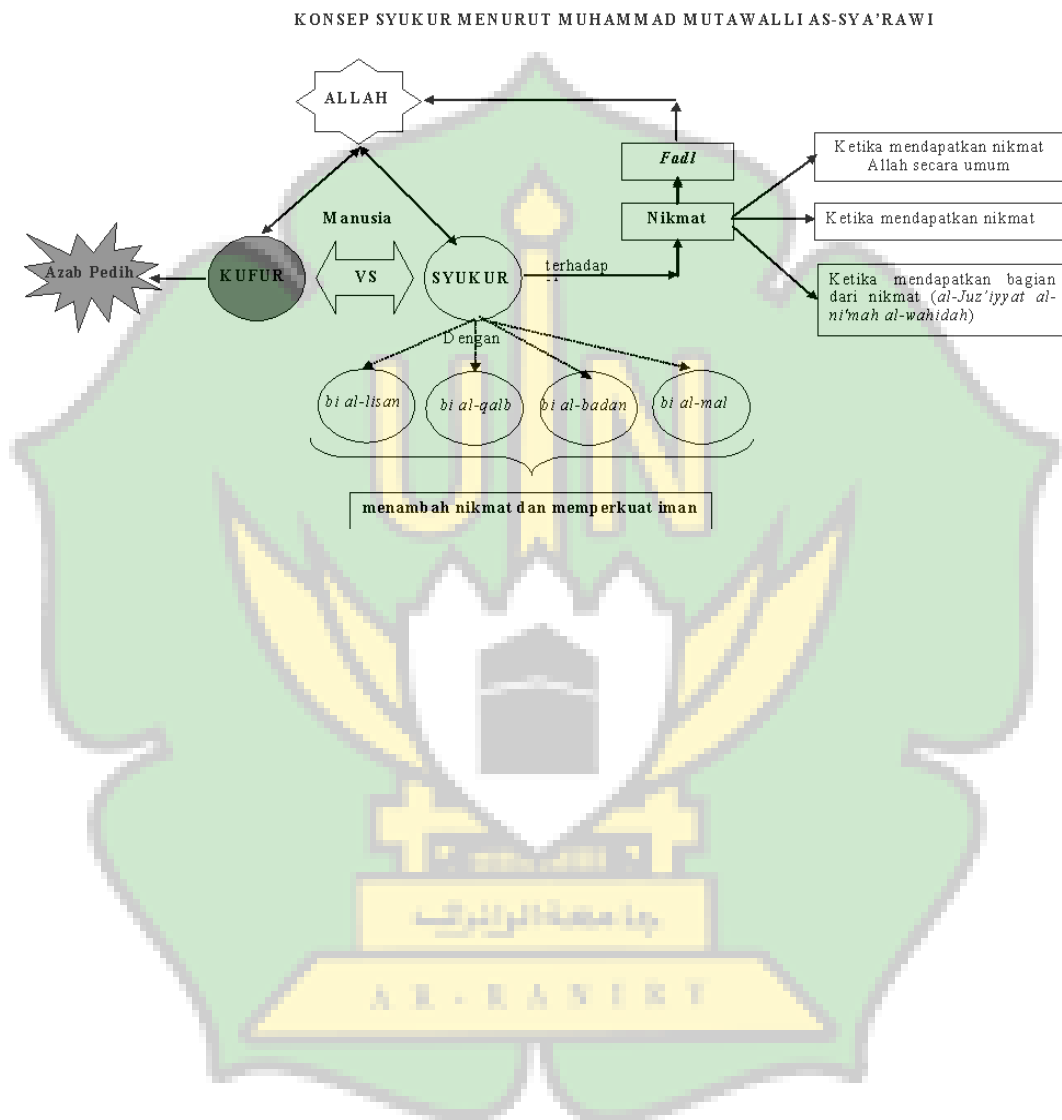 KONSEP SYUKUR MENURUT MUHAMMAD MUTAWALLI AS-SYA'RAWI
ALLAH
Fadl
Ketika mendapatkan nikmat
Allah secara umum
Manusia
Nikmat
Ketika mendapatkan nikmat
Azab Pedih
KUFUR
VS
SYUKUR
terhadap
Ketika mendapatkan bagian
dari nikmat (al-Juz'iyyat al-
ni'mah al-wahidah)
Dengan
bi al-lisan
bi al-qalb
bi al-badan
bi al-mal
menambah nikmat dan memperkuat iman
UIN
جامعة الرانري
AR-RANIRY